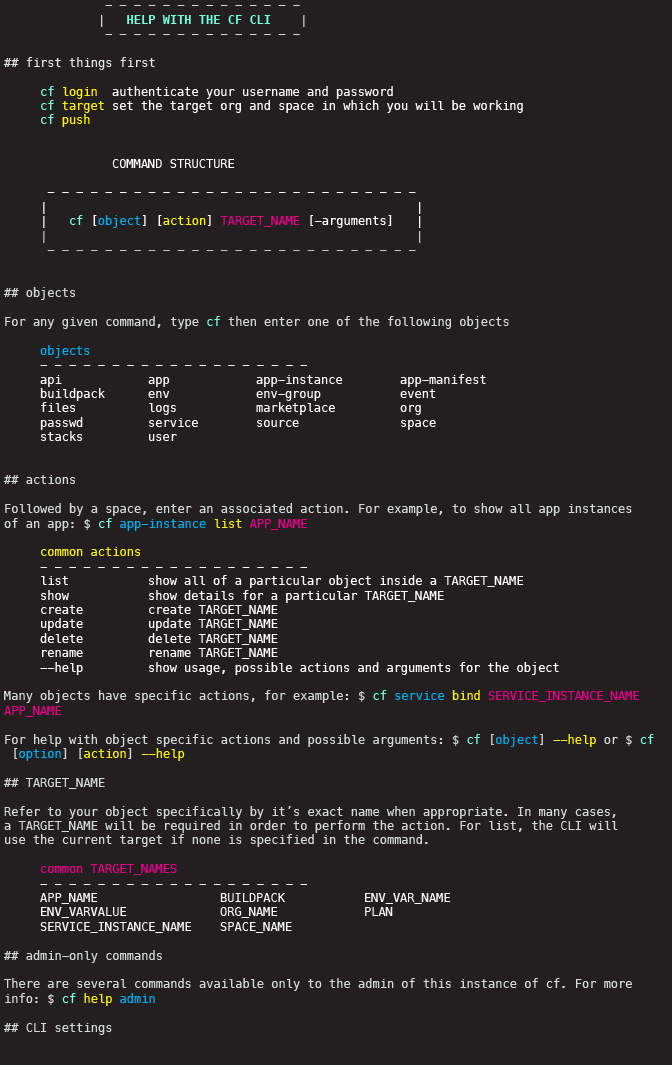 HELP WITH THE CF CLI
## first things first
cf login authenticate your username and password
cf target set the target org and space in which you will be working
cf push
COMMAND STRUCTURE
cf [object] [action] TARGET_NAME [—arguments]
## objects
For any given command, type cf then enter one of the following objects
objects
api app app—instance app—manifest
buildpack env env—group event
files logs marketplace org
passwd service source space
stacks user
## actions
Followed by a space, enter an associated action. For example, to show all app instances
of an app: $ cf app—instance list APP_NAME
common actions
list show all of a particular object inside a TARGET_NAME
show show details for a particular TARGET_NAME
create create TARGET_NAME
update update TARGET_NAME
delete delete TARGET_NAME
rename rename TARGET_NAME
——help show usage, possible actions and arguments for the object
Many objects have specific actions, for example: $ cf service bind SERVICE_INSTANCE_NAME
APP_NAME
For help with object specific actions and possible arguments: $ cf [object] ——help or $ cf
[option] [action] ——help
## TARGET_NAME
Refer to your object specifically by it’s exact name when appropriate. In many cases,
a TARGET_NAME will be required in order to perform the action. For list, the CLI will
use the current target if none is specified in the command.
common TARGET_NAMES
APP_NAME BUILDPACK ENV_VAR_NAME
ENV_VARVALUE ORG_NAME PLAN
SERVICE_INSTANCE_NAME SPACE_NAME
## admin—only commands
There are several commands available only to the admin of this instance of cf. For more
info: $ cf help admin
## CLI settings